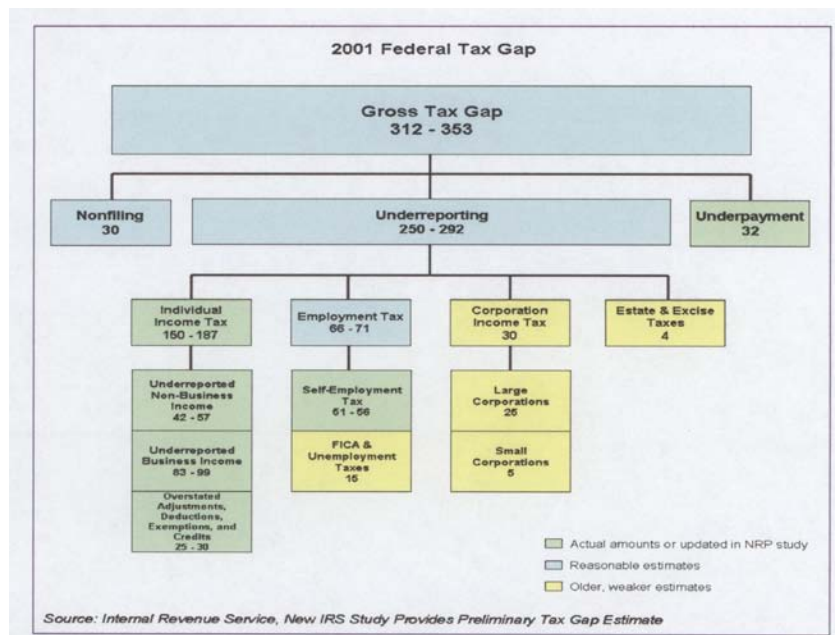 2001 Federal Tax Gap
Gross Tax Gap
312 - 353
Nonfiling
30
Underreporting
250 - 292
Underpayment
32
Individual
Income Tax
150 - 187
Employment Tax
66 - 71
Corporation
Income Tax
30
Estate & Excise
Taxes
4
Underreported
Non-Business
Income
42 - 57
Underreported
Business Income
83 - 99
Overstated
Adjustments,
Deductions,
Exemptions, and
Credits
25 - 30
Self-Employment
Tax
51 - 56
FICA &
Unemployment
Taxes
15
Large
Corporations
25
Small
Corporations
5
Actual amounts or updated in NRP study
Reasonable estimates
Older, weaker estimates
Source: Internal Revenue Service, New IRS Study Provides Preliminary Tax Gap Estimate